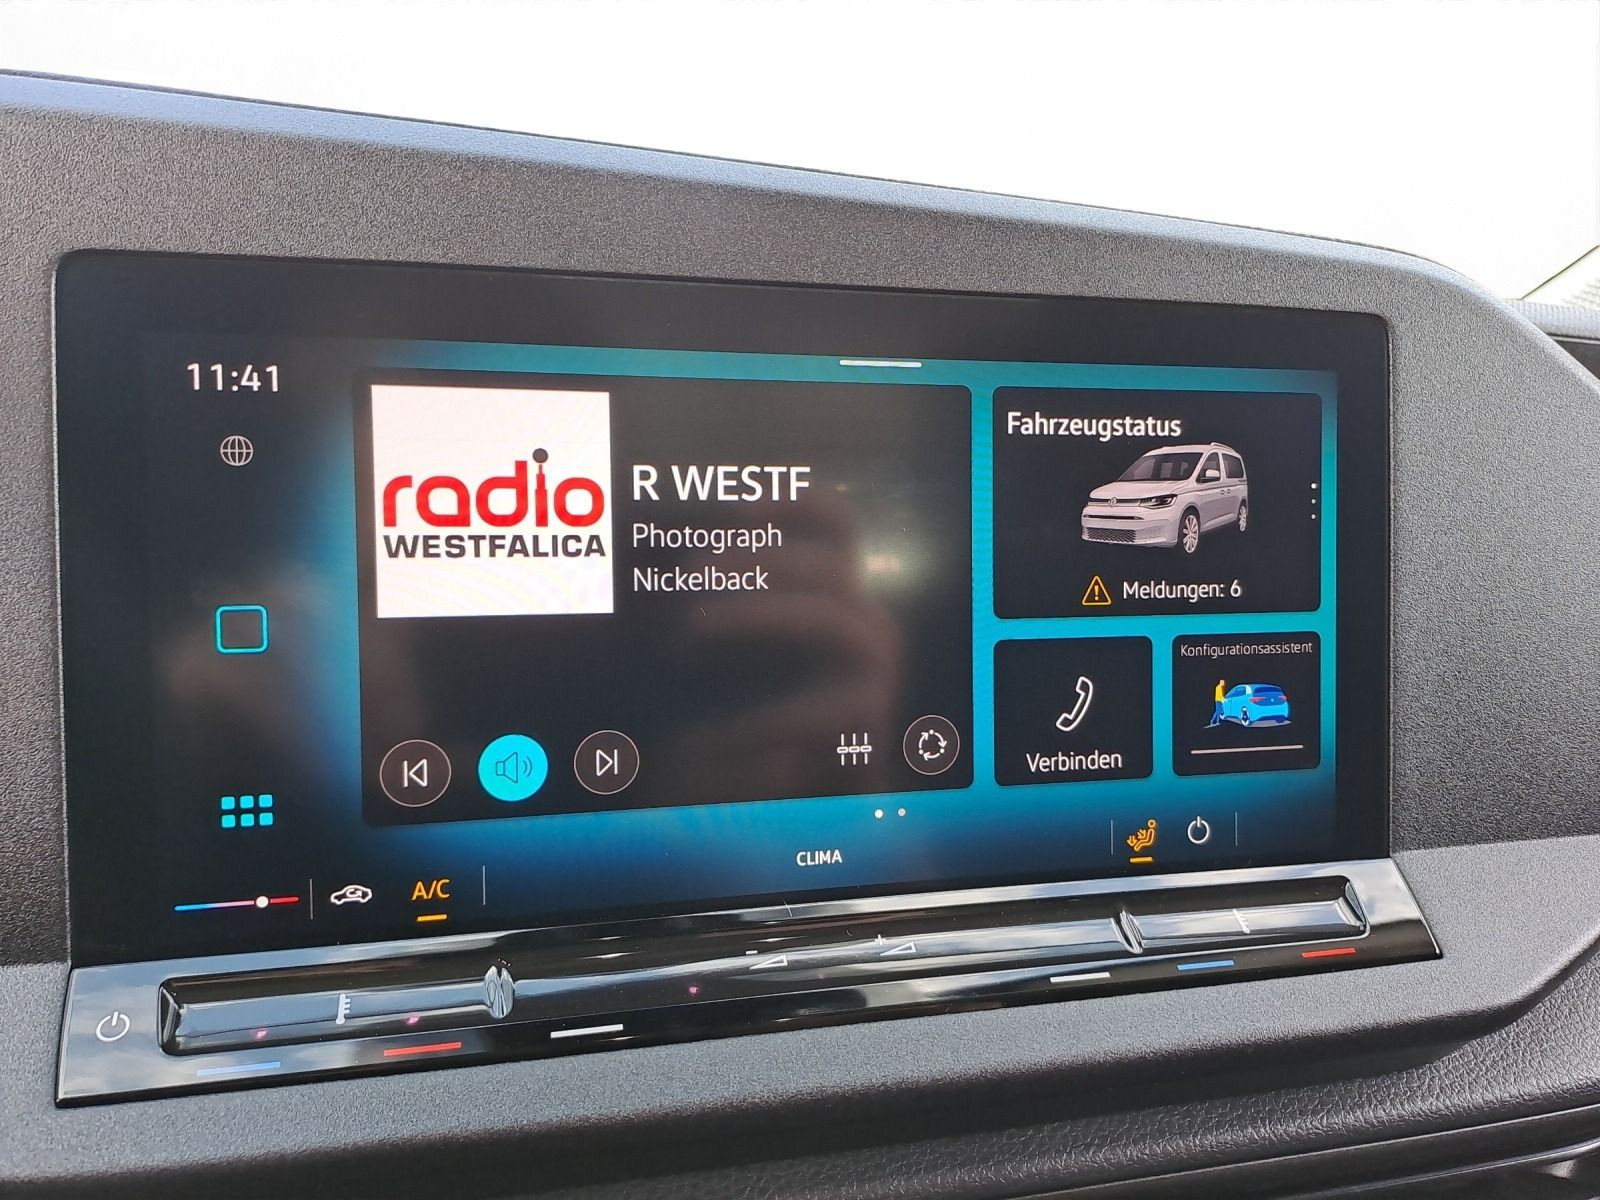 11:41
radio
WESTFALICA
R WESTF
Photograph
Nickelback
Fahrzeugstatus
Meldungen: 6
Verbinden
Konfigurationsassistent
CLIMA
A/C